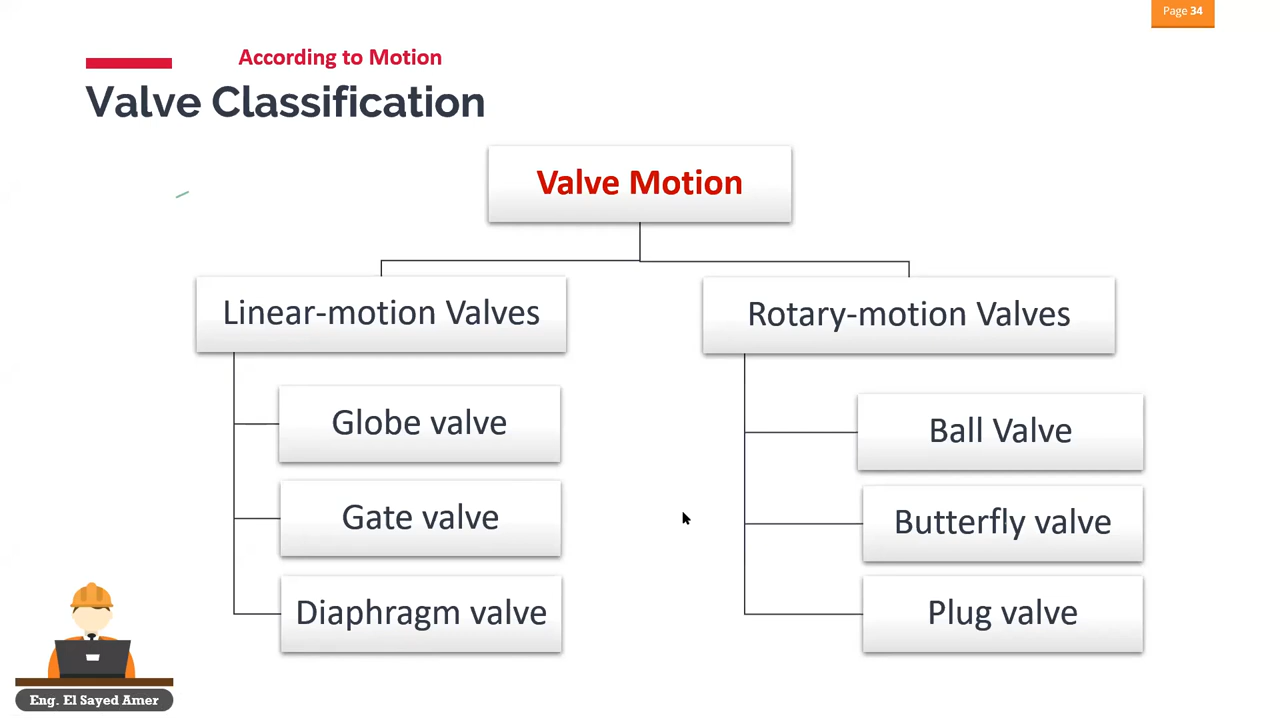 Page 34
According to Motion
Valve Classification
Valve Motion
Linear-motion Valves
Rotary-motion Valves
Globe valve
Ball Valve
Gate valve
Butterfly valve
Diaphragm valve
Plug valve
Eng. El Sayed Amer